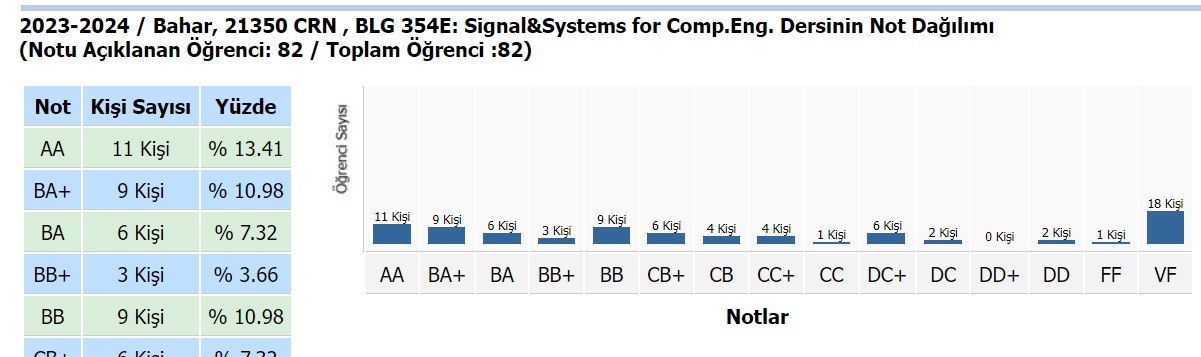 2023-2024 / Bahar, 21350 CRN , BLG 354E: Signal&Systems for Comp.Eng. Dersinin Not Dağılımı
(Notu Açıklanan Öğrenci: 82 / Toplam Öğrenci :82)
Not Kişi Sayısı Yüzde
AA 11 Kişi % 13.41
BA+ 9 Kişi % 10.98
BA 6 Kişi % 7.32
BB+ 3 Kişi % 3.66
BB 9 Kişi % 10.98
CB+ 6 Kişi % 7.32
Öğrenci Sayısı
11 Kişi 9 Kişi 6 Kişi 3 Kişi 9 Kişi 6 Kişi 4 Kişi 4 Kişi 1 Kişi 6 Kişi 2 Kişi 0 Kişi 2 Kişi 1 Kişi 18 Kişi
AA BA+ BA BB+ BB CB+ CB CC+ CC DC+ DC DD+ DD FF VF
Notlar